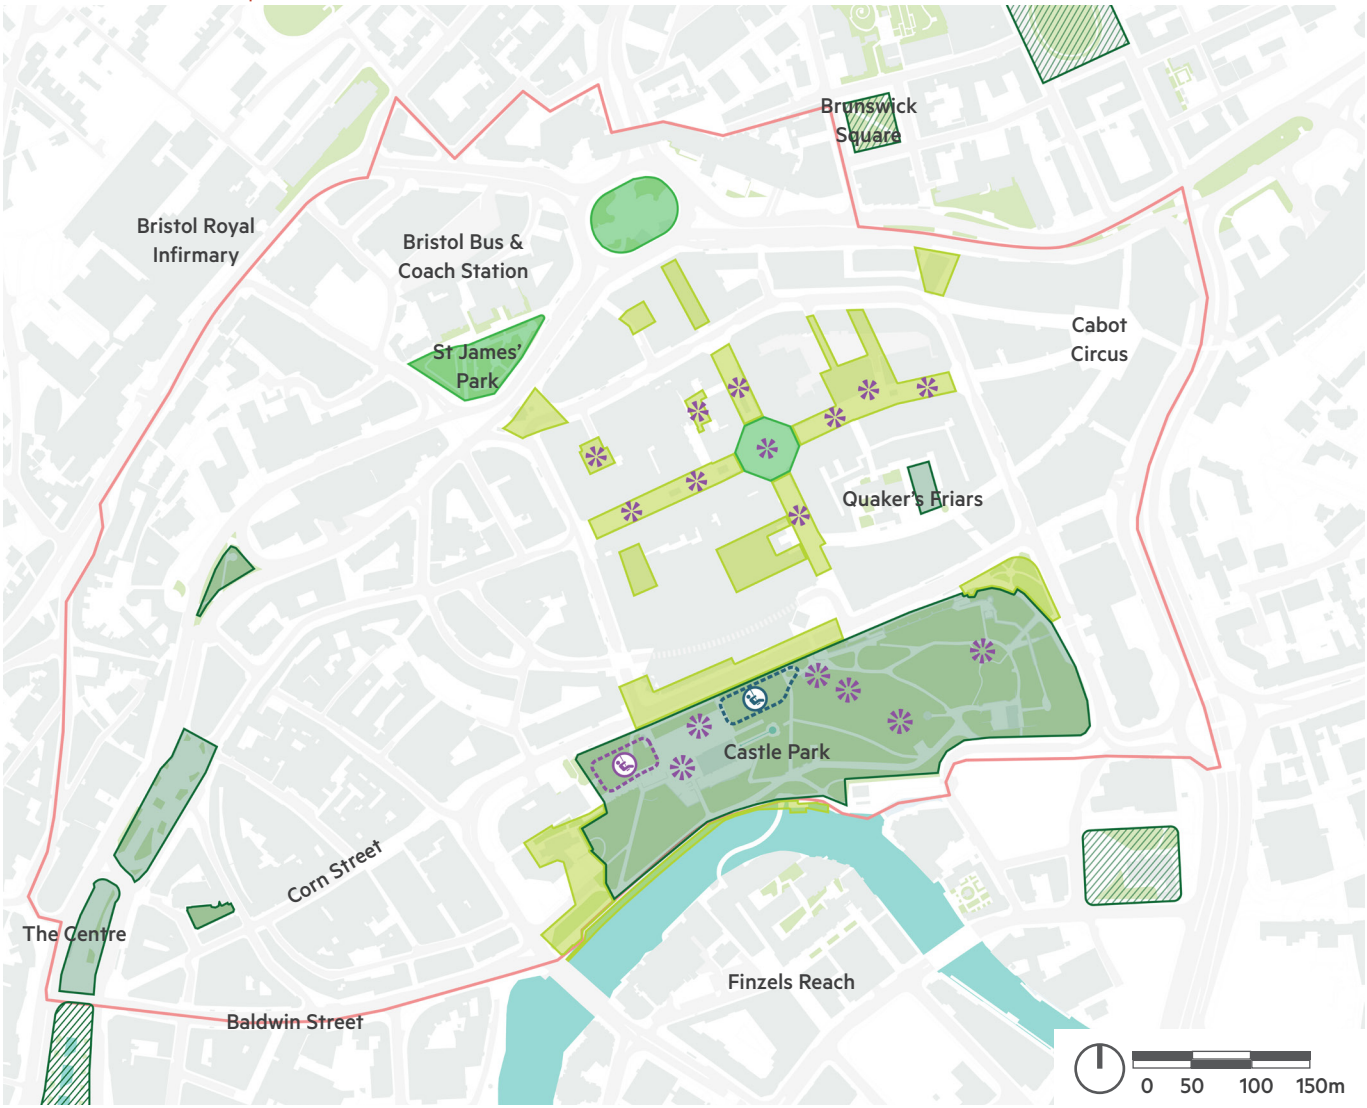 Brunswick
Square
Bristol Royal
Infirmary
Bristol Bus &
Coach Station
Cabot
Circus
St James’
Park
Quaker’s Friars
Castle Park
Corn Street
The Centre
Finzels Reach
Baldwin Street
0 50 100 150m